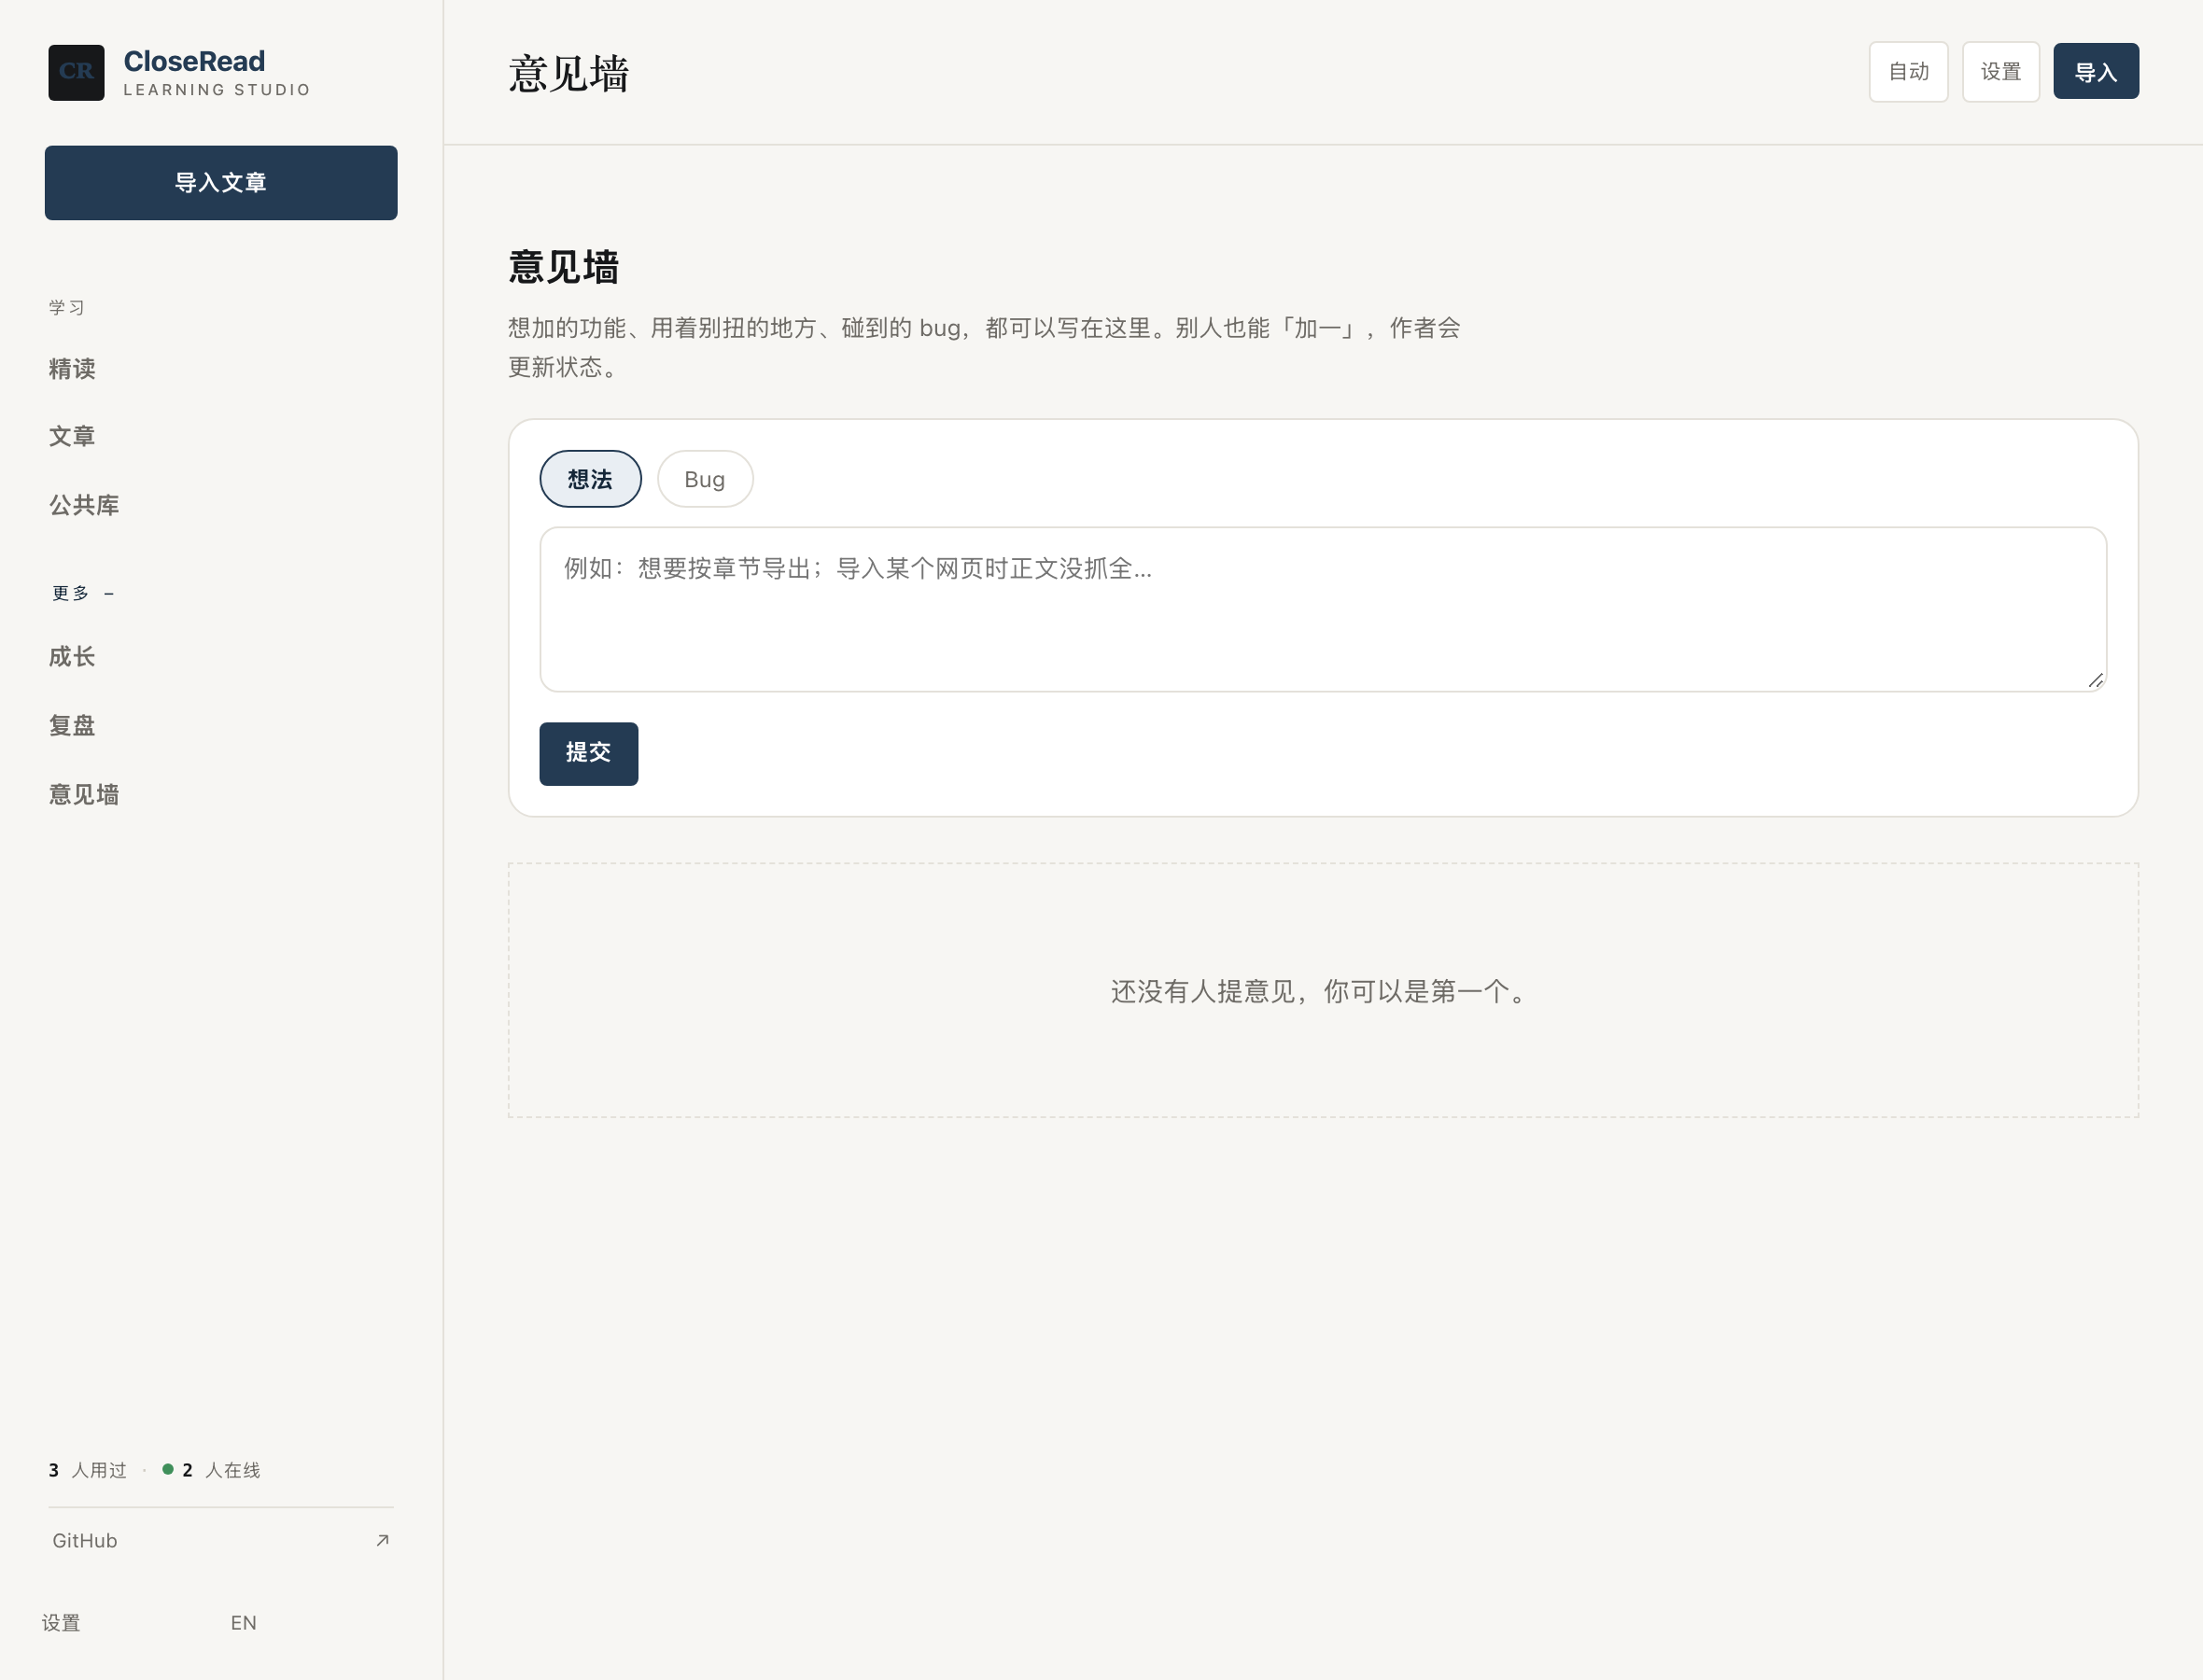 CR
CloseRead
LEARNING STUDIO
导入文章
学习
精读
文章
公共库
更多 –
成长
复盘
意见墙
3 人用过 · 2 人在线
GitHub ↗
设置 EN
意见墙
自动 设置 导入
意见墙
想加的功能、用着别扭的地方、碰到的 bug，都可以写在这里。别人也能「加一」，作者会
更新状态。
想法 Bug
例如：想要按章节导出；导入某个网页时正文没抓全...
提交
还没有人提意见，你可以是第一个。